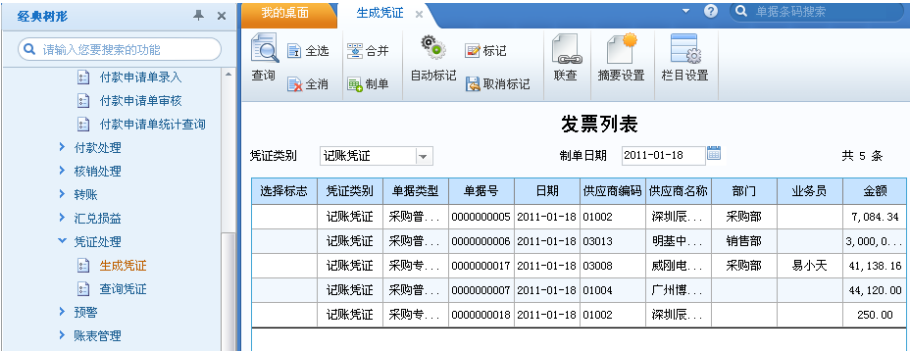 经典树形
请输入您要搜索的功能
付款申请单录入
付款申请单审核
付款申请单统计查询
付款处理
核销处理
转账
汇兑损益
凭证处理
生成凭证
查询凭证
预警
账表管理
我的桌面 生成凭证 单据条码搜索
查询 全选 全消 合并 制单 自动标记 标记 取消标记 联查 摘要设置 栏目设置
发票列表
凭证类别 记账凭证 制单日期 2011-01-18 共 5 条
选择标志 凭证类别 单据类型 单据号 日期 供应商编码 供应商名称 部门 业务员 金额
记账凭证 采购普... 0000000005 2011-01-18 01002 深圳辰... 采购部 7,084.34
记账凭证 采购普... 0000000006 2011-01-18 03013 明基中... 销售部 3,000,0...
记账凭证 采购专... 0000000017 2011-01-18 03008 威刚电... 采购部 易小天 41,138.16
记账凭证 采购普... 0000000007 2011-01-18 01004 广州博... 44,120.00
记账凭证 采购专... 0000000018 2011-01-18 01002 深圳辰... 250.00